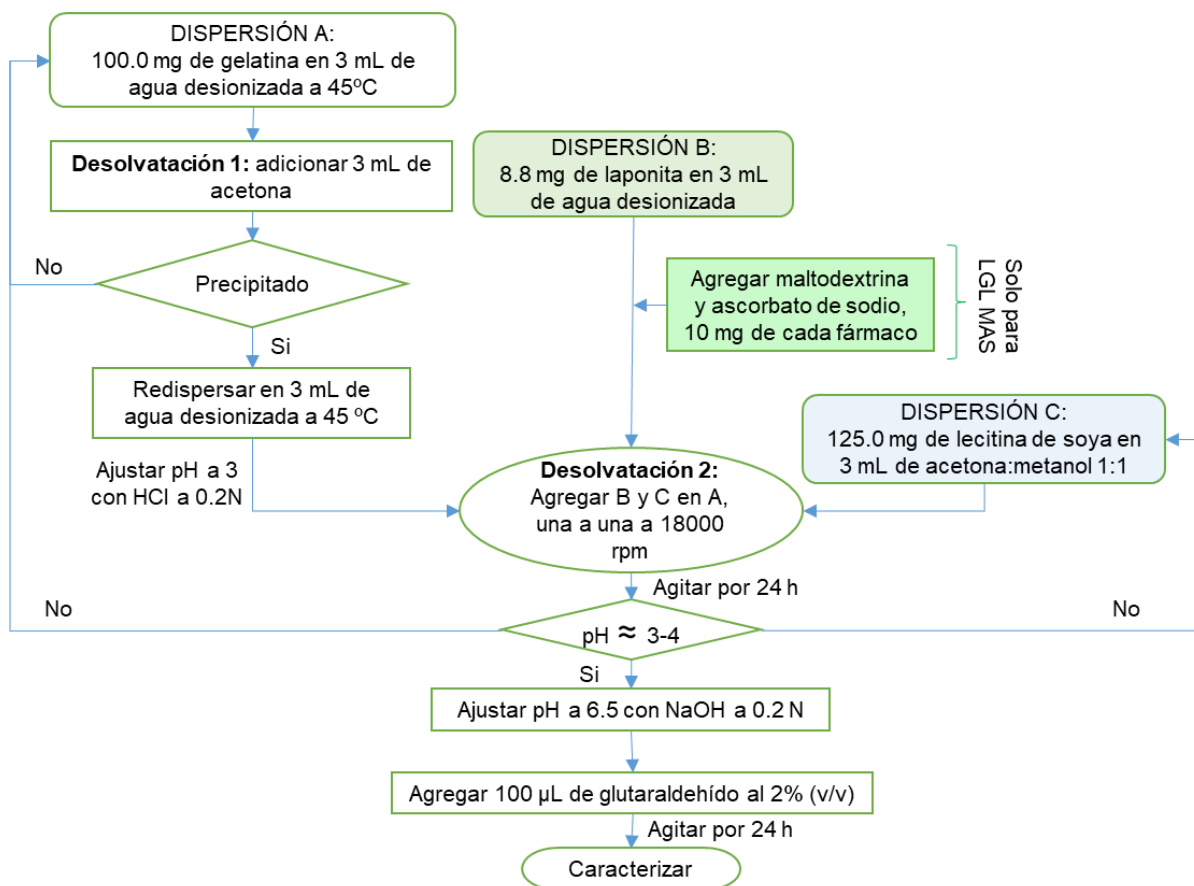 DISPERSIÓN A:
100.0 mg de gelatina en 3 mL de
agua desionizada a 45ºC
Desolvatación 1: adicionar 3 mL de
acetona
No
Precipitado
Si
Redispersar en 3 mL de
agua desionizada a 45 ºC
Ajustar pH a 3
con HCl a 0.2N
DISPERSIÓN B:
8.8 mg de laponita en 3 mL
de agua desionizada
Agregar maltodextrina
y ascorbato de sodio,
10 mg de cada fármaco
Solo para
LGL MAS
DISPERSIÓN C:
125.0 mg de lecitina de soya en
3 mL de acetona:metanol 1:1
Desolvatación 2:
Agregar B y C en A,
una a una a 18000
rpm
Agitar por 24 h
No
pH ≈ 3-4
No
Si
Ajustar pH a 6.5 con NaOH a 0.2 N
Agregar 100 µL de glutaraldehído al 2% (v/v)
Agitar por 24 h
Caracterizar